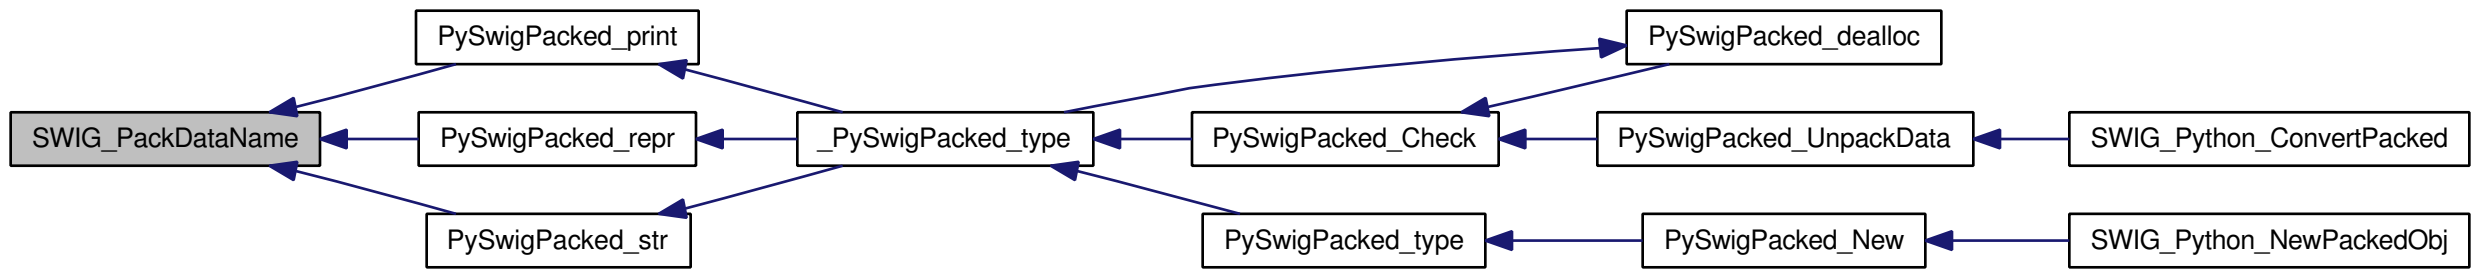 PySwigPacked_print
PySwigPacked_dealloc
SWIG_PackDataName
PySwigPacked_repr
_PySwigPacked_type
PySwigPacked_Check
PySwigPacked_UnpackData
SWIG_Python_ConvertPacked
PySwigPacked_str
PySwigPacked_type
PySwigPacked_New
SWIG_Python_NewPackedObj